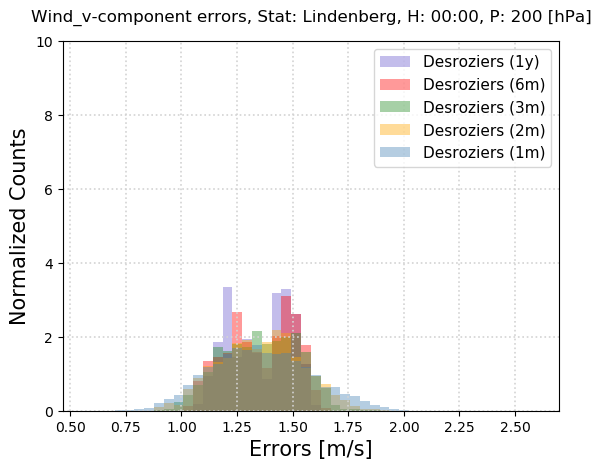 Wind_v-component errors, Stat: Lindenberg, H: 00:00, P: 200 [hPa]
10
8
6
4
2
0
Normalized Counts
Desroziers (1y)
Desroziers (6m)
Desroziers (3m)
Desroziers (2m)
Desroziers (1m)
0.50 0.75 1.00 1.25 1.50 1.75 2.00 2.25 2.50
Errors [m/s]